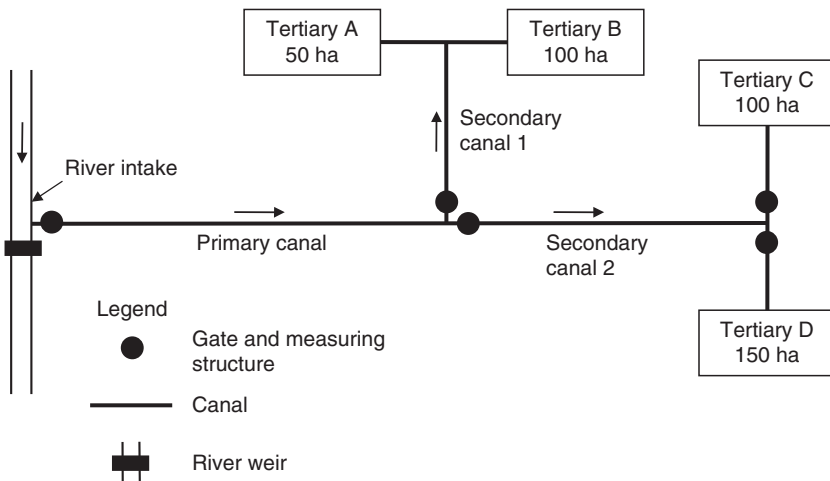 Tertiary A
50 ha
Tertiary B
100 ha
Tertiary C
100 ha
Secondary
canal 1
River intake
Primary canal
Secondary
canal 2
Tertiary D
150 ha
Legend
Gate and measuring
structure
Canal
River weir